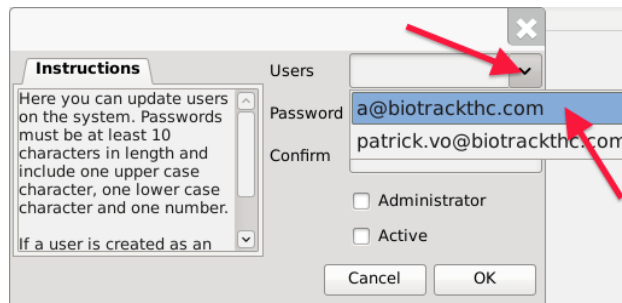 Instructions
Here you can update users
on the system. Passwords
must be at least 10
characters in length and
include one upper case
character, one lower case
character and one number.
If a user is created as an
Users
a@biotrackthc.com
Password
patrick.vo@biotrackthc.com
Confirm
Administrator
Active
Cancel
OK